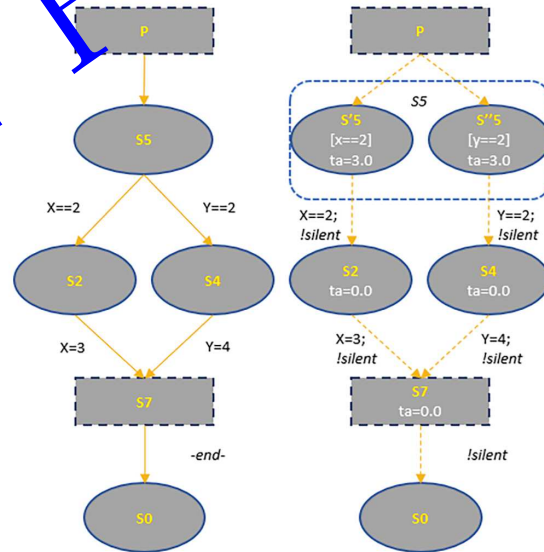 P
P
P
S5
S5
S'5
[x==2]
ta=3.0
S''5
[y==2]
ta=3.0
X==2
Y==2
X==2;
!silent
Y==2;
!silent
S2
S4
S2
ta=0.0
S4
ta=0.0
X=3
Y=4
X=3;
!silent
Y=4;
!silent
S7
S7
ta=0.0
-end-
!silent
S0
S0